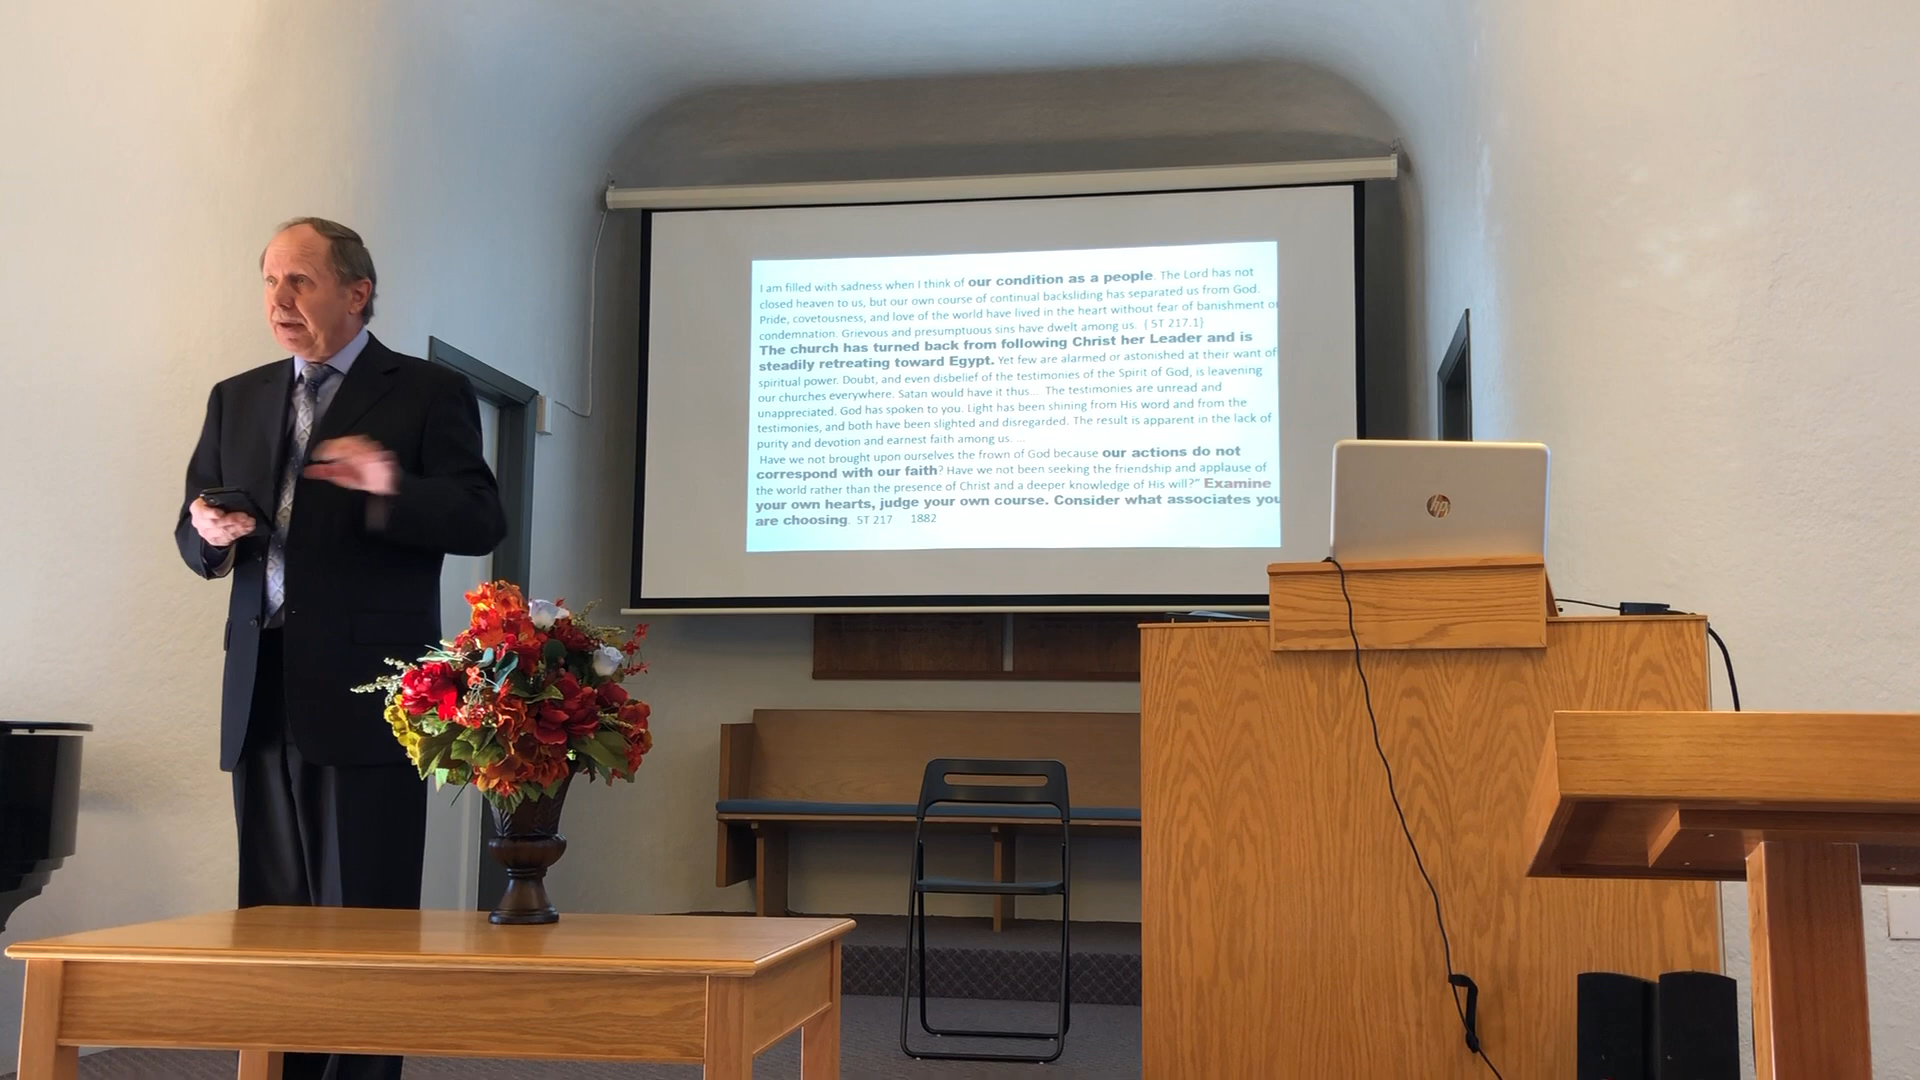 I am filled with sadness when I think of our condition as a people. The Lord has not
closed heaven to us, but our own course of continual backsliding has separated us from God.
Pride, covetousness, and love of the world have lived in the heart without fear of banishment or
condemnation. Grievous and presumptuous sins have dwelt among us. { 5T 217.1}
The church has turned back from following Christ her Leader and is
steadily retreating toward Egypt. Yet few are alarmed or astonished at their want of
spiritual power. Doubt, and even disbelief of the testimonies of the Spirit of God, is leavening
our churches everywhere. Satan would have it thus... The testimonies are unread and
unappreciated. God has spoken to you. Light has been shining from His word and from the
testimonies, and both have been slighted and disregarded. The result is apparent in the lack of
purity and devotion and earnest faith among us. ...
Have we not brought upon ourselves the frown of God because our actions do not
correspond with our faith? Have we not been seeking the friendship and applause of
the world rather than the presence of Christ and a deeper knowledge of His will?" Examine
your own hearts, judge your own course. Consider what associates you
are choosing. 5T 217 1882
hp